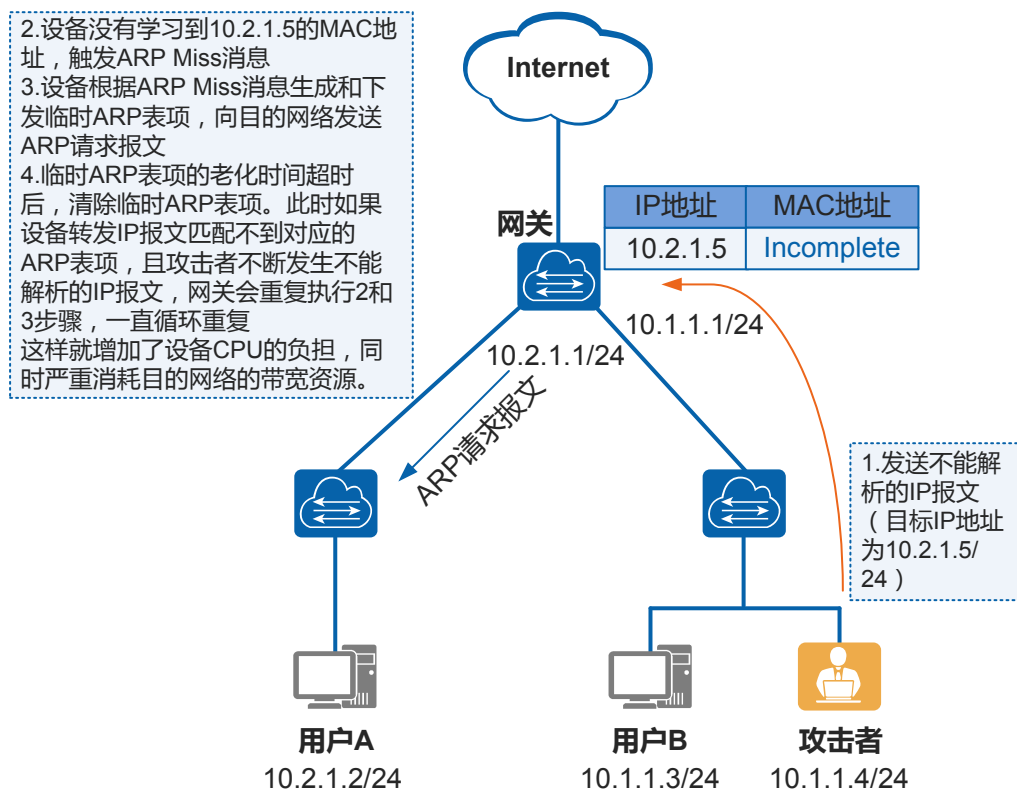 2.设备没有学习到10.2.1.5的MAC地
址，触发ARP Miss消息
3.设备根据ARP Miss消息生成和下
发临时ARP表项，向目的网络发送
ARP请求报文
4.临时ARP表项的老化时间超时
后，清除临时ARP表项。此时如果
设备转发IP报文匹配不到对应的
ARP表项，且攻击者不断发生不能
解析的IP报文，网关会重复执行2和
3步骤，一直循环重复
这样就增加了设备CPU的负担，同
时严重消耗目的网络的带宽资源。
Internet
IP地址 MAC地址
10.2.1.5 Incomplete
网关
10.1.1.1/24
10.2.1.1/24
ARP请求报文
1.发送不能解
析的IP报文
（目标IP地址
为10.2.1.5/
24）
用户A
10.2.1.2/24
用户B
10.1.1.3/24
攻击者
10.1.1.4/24